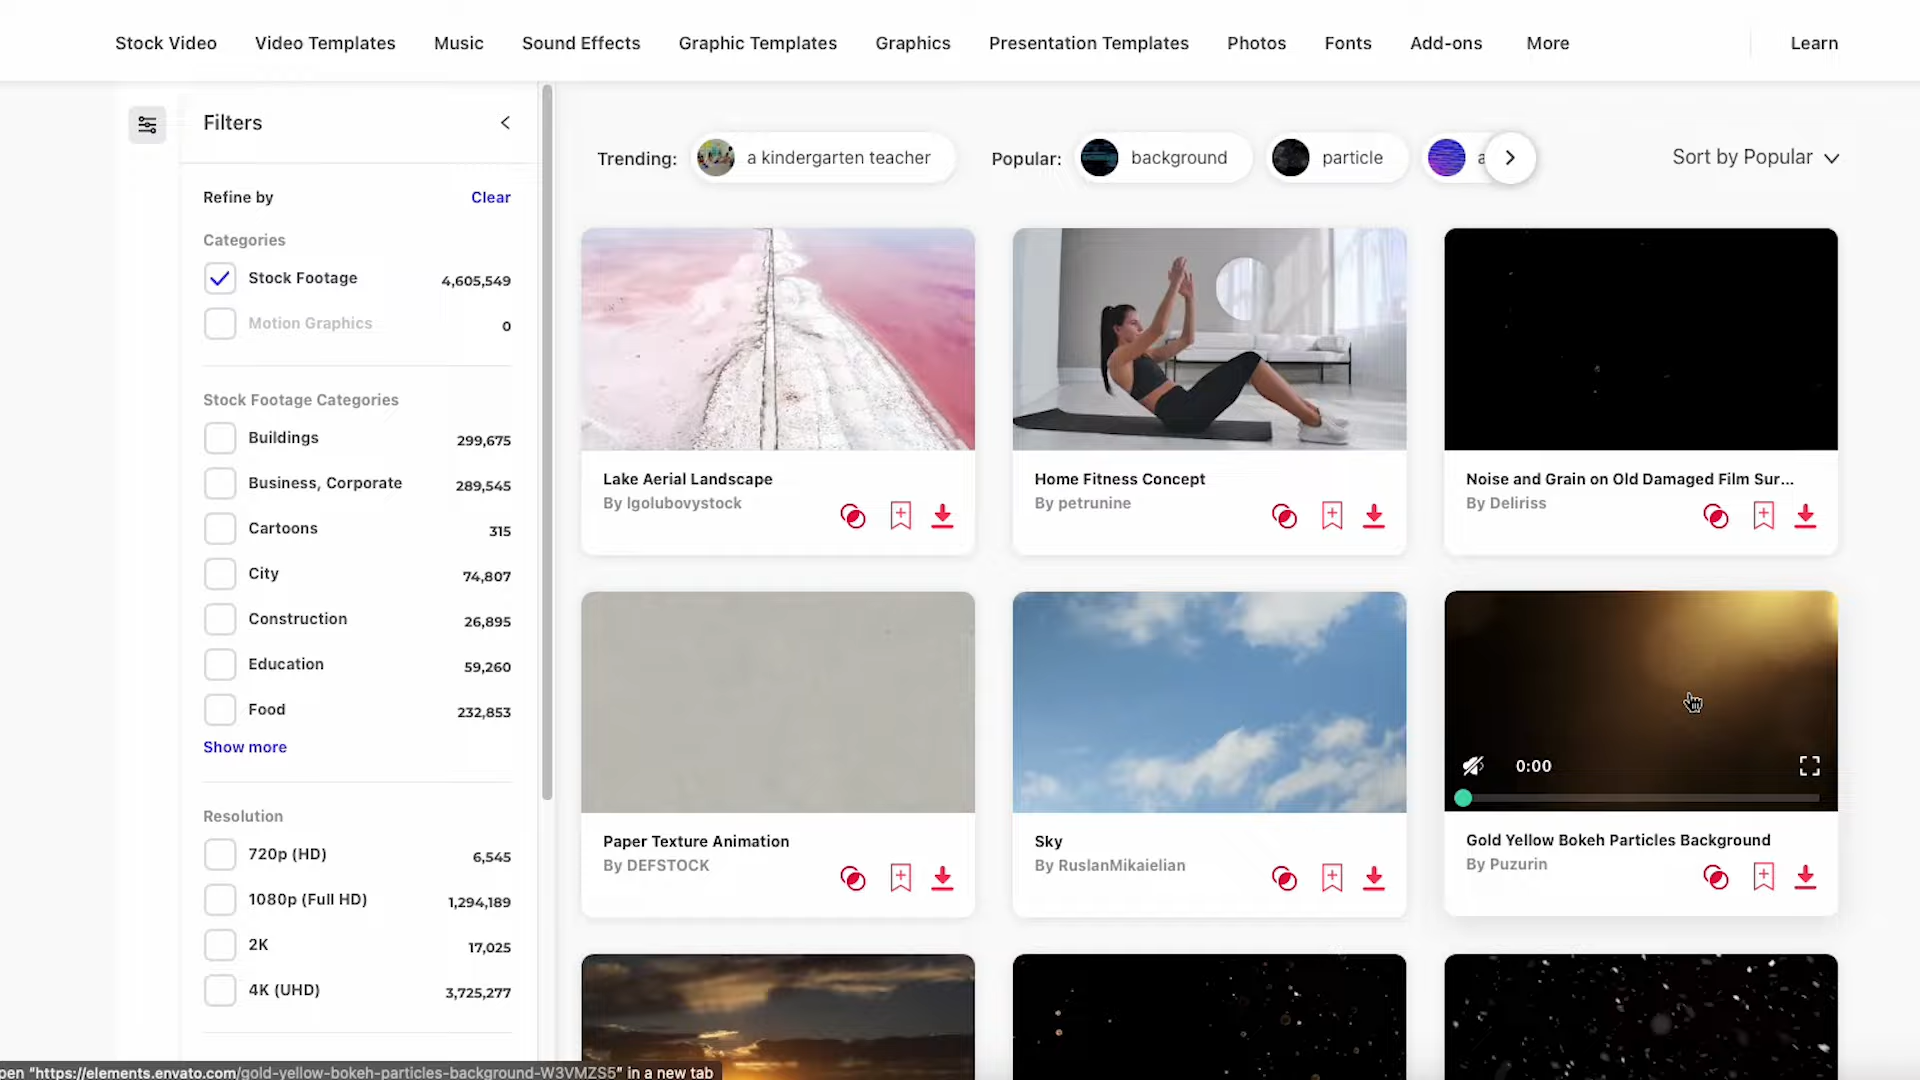 Stock Video Video Templates Music Sound Effects Graphic Templates Graphics Presentation Templates Photos Fonts Add-ons More Learn
Filters
Trending: a kindergarten teacher Popular: background particle a Sort by Popular
Refine by Clear
Categories
Stock Footage 4,605,549
Motion Graphics 0
Stock Footage Categories
Buildings 299,675
Business, Corporate 289,545
Cartoons 315
City 74,807
Construction 26,895
Education 59,260
Food 232,853
Show more
Resolution
720p (HD) 6,545
1080p (Full HD) 1,294,189
2K 17,025
4K (UHD) 3,725,277
Lake Aerial Landscape
By Igolubovystock
Home Fitness Concept
By petrunine
Noise and Grain on Old Damaged Film Sur...
By Deliriss
Paper Texture Animation
By DEFSTOCK
Sky
By RuslanMikaielian
0:00
Gold Yellow Bokeh Particles Background
By Puzurin
pen "https://elements.envato.com/gold-yellow-bokeh-particles-background-W3VMZS5" in a new tab